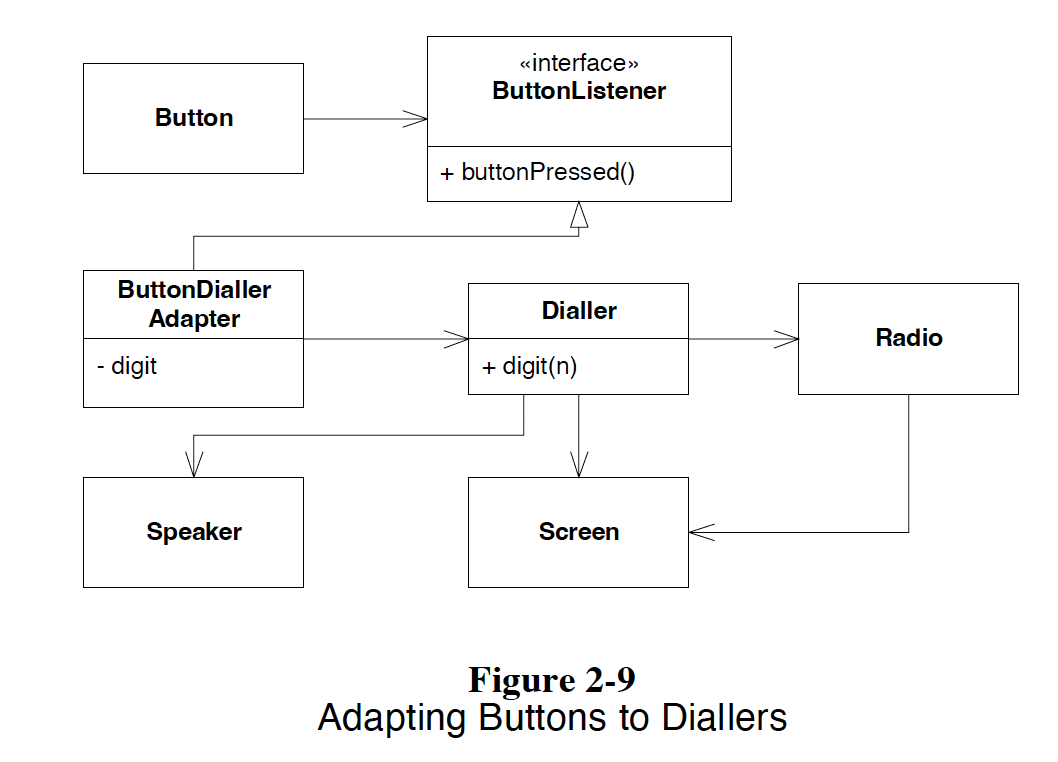 «interface»
ButtonListener
Button
+ buttonPressed()
ButtonDialler
Adapter
- digit
Dialler
+ digit(n)
Radio
Speaker
Screen
Figure 2-9
Adapting Buttons to Diallers